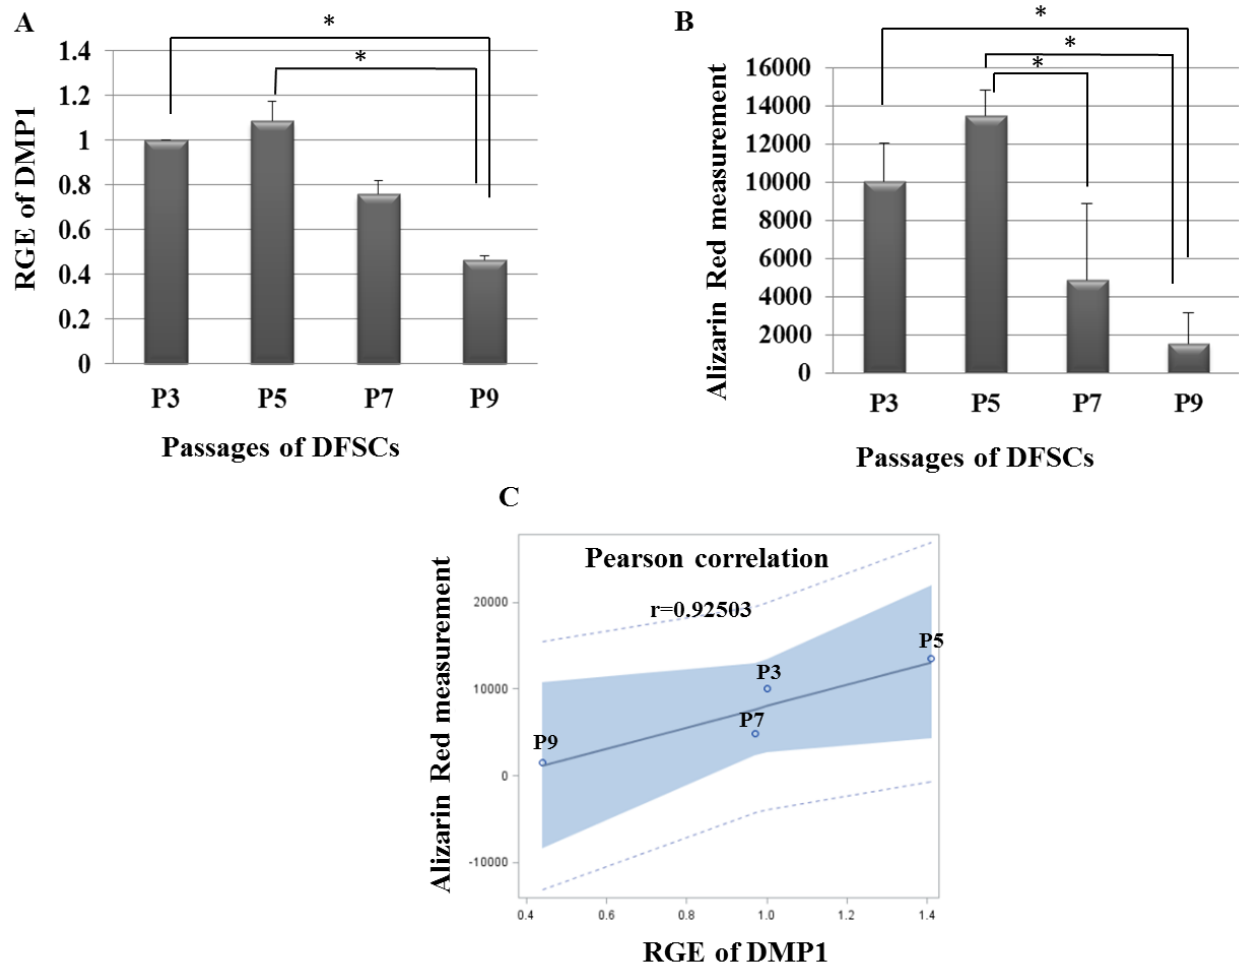 A
*
*
1.4
1.2
1
0.8
0.6
0.4
0.2
0
RGE of DMP1
P3 P5 P7 P9
Passages of DFSCs
B
*
*
*
16000
14000
12000
10000
8000
6000
4000
2000
0
Alizarin Red measurement
P3 P5 P7 P9
Passages of DFSCs
C
Pearson correlation
r=0.92503
20000
10000
0
-10000
Alizarin Red measurement
P5
P3
P7
P9
0.4 0.6 0.8 1.0 1.2 1.4
RGE of DMP1